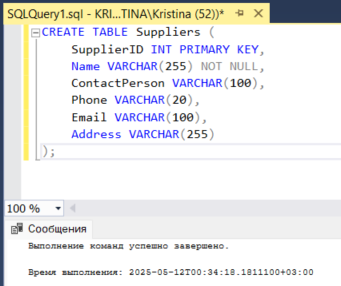 SQLQuery1.sql - KRI...TINA\Kristina (52))*
CREATE TABLE Suppliers (
SupplierID INT PRIMARY KEY,
Name VARCHAR(255) NOT NULL,
ContactPerson VARCHAR(100),
Phone VARCHAR(20),
Email VARCHAR(100),
Address VARCHAR(255)
);
100 %
Сообщения
Выполнение команд успешно завершено.
Время выполнения: 2025-05-12T00:34:18.1811100+03:00